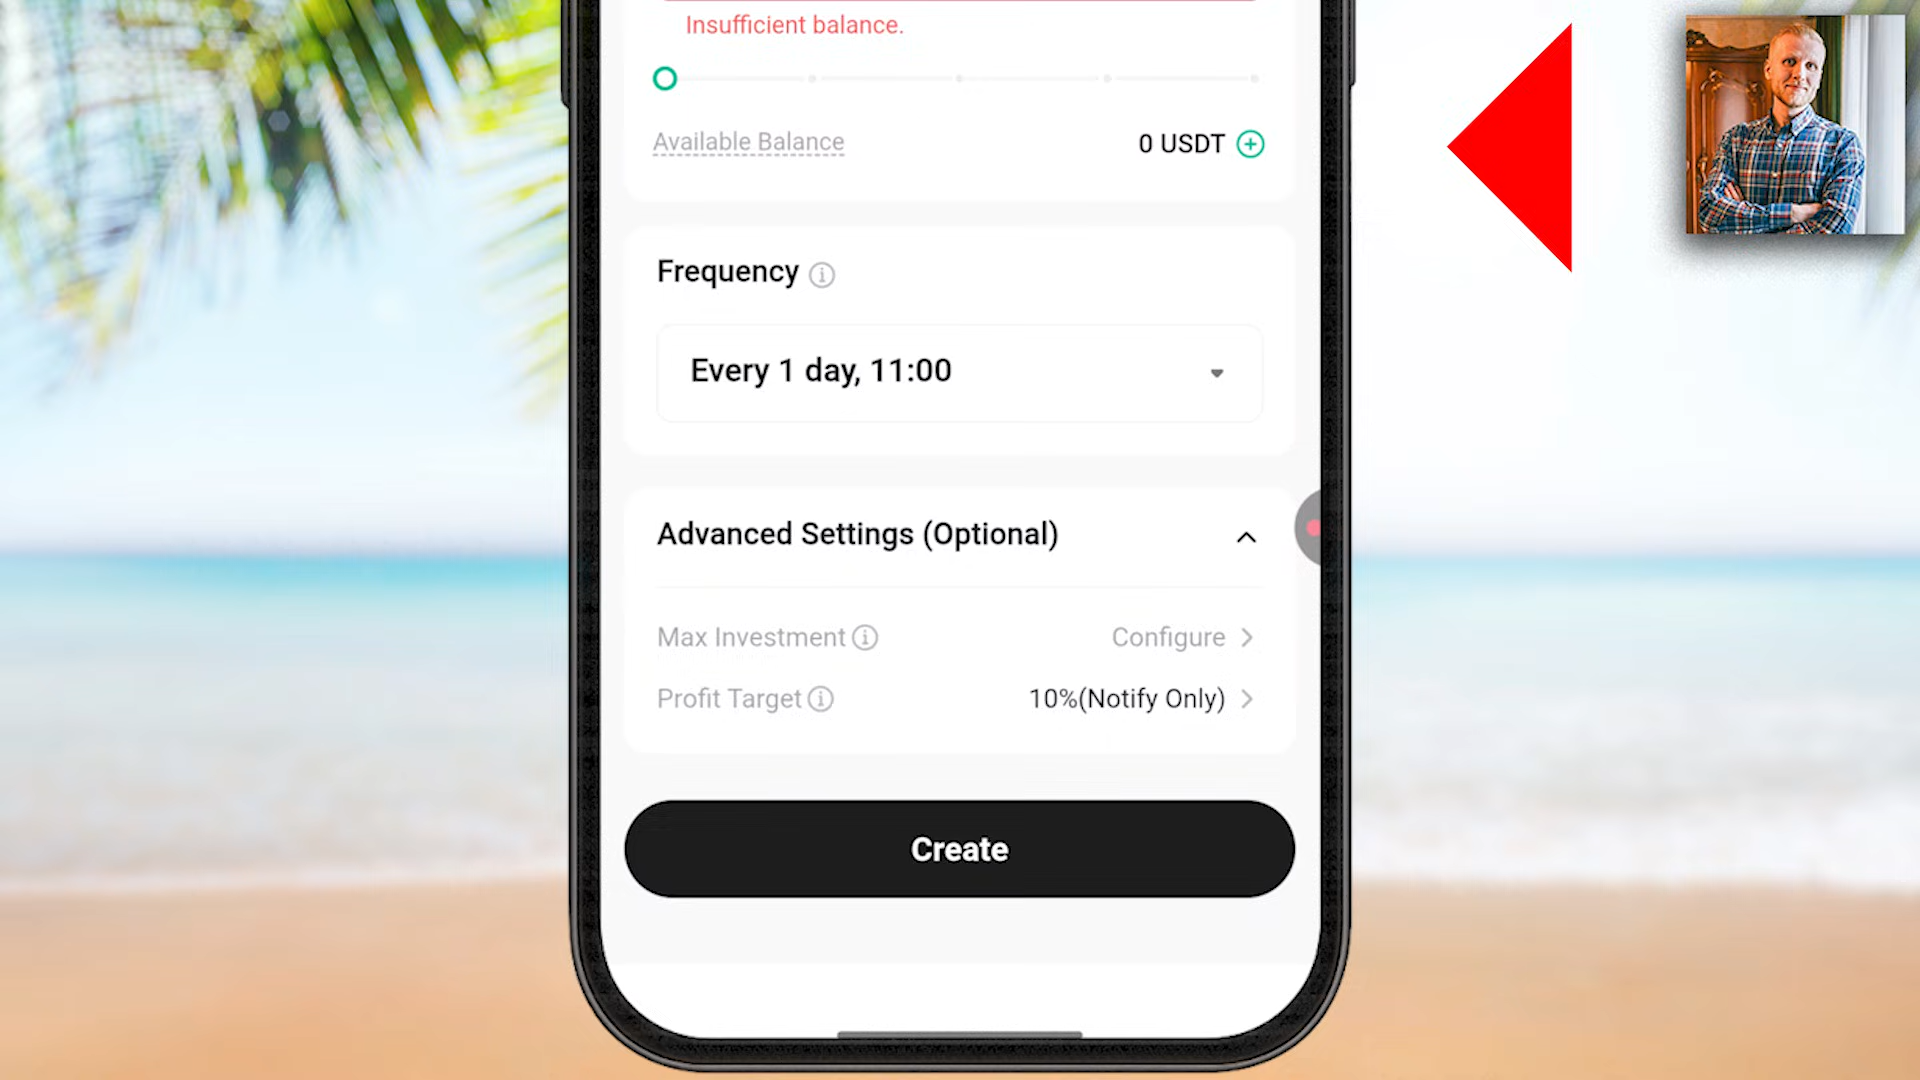 Insufficient balance.
Available Balance
0 USDT
Frequency
Every 1 day, 11:00
Advanced Settings (Optional)
Max Investment
Configure
Profit Target
10%(Notify Only)
Create